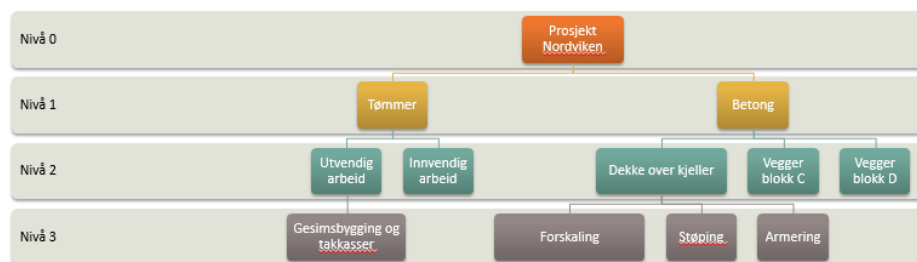 Nivå 0
Prosjekt
Nordviken
Nivå 1
Tømmer
Betong
Nivå 2
Utvendig
arbeid
Innvendig
arbeid
Dekke over kjeller
Vegger
blokk C
Vegger
blokk D
Nivå 3
Gesimsbygging og
takkasser
Forskaling
Støping
Armering